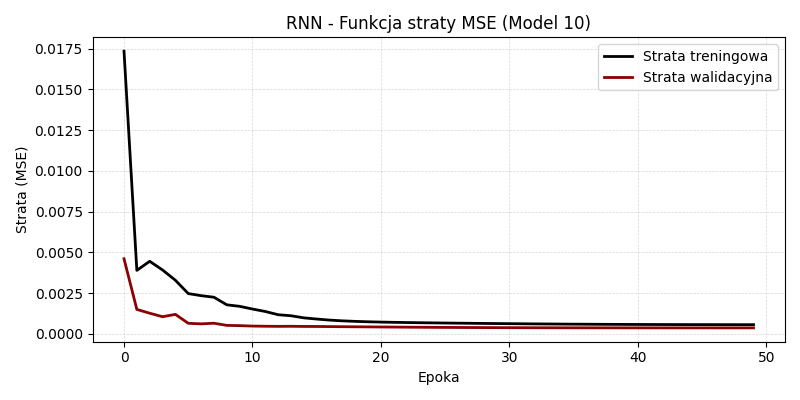 RNN - Funkcja straty MSE (Model 10)
Strata treningowa
Strata walidacyjna
Strata (MSE)
0.0175
0.0150
0.0125
0.0100
0.0075
0.0050
0.0025
0.0000
0 10 20 30 40 50
Epoka